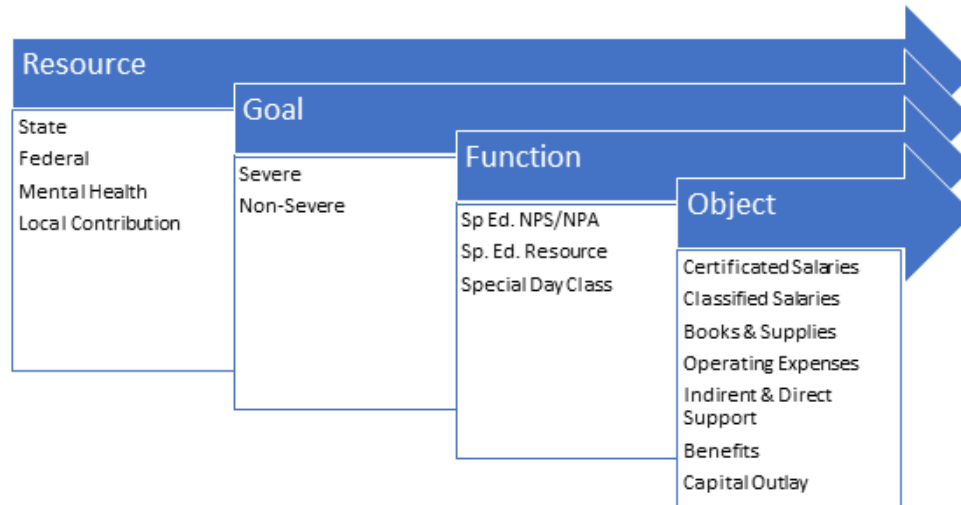 Resource
State
Federal
Mental Health
Local Contribution
Goal
Severe
Non-Severe
Function
Sp Ed. NPS/NPA
Sp. Ed. Resource
Special Day Class
Object
Certificated Salaries
Classified Salaries
Books & Supplies
Operating Expenses
Indirent & Direct
Support
Benefits
Capital Outlay